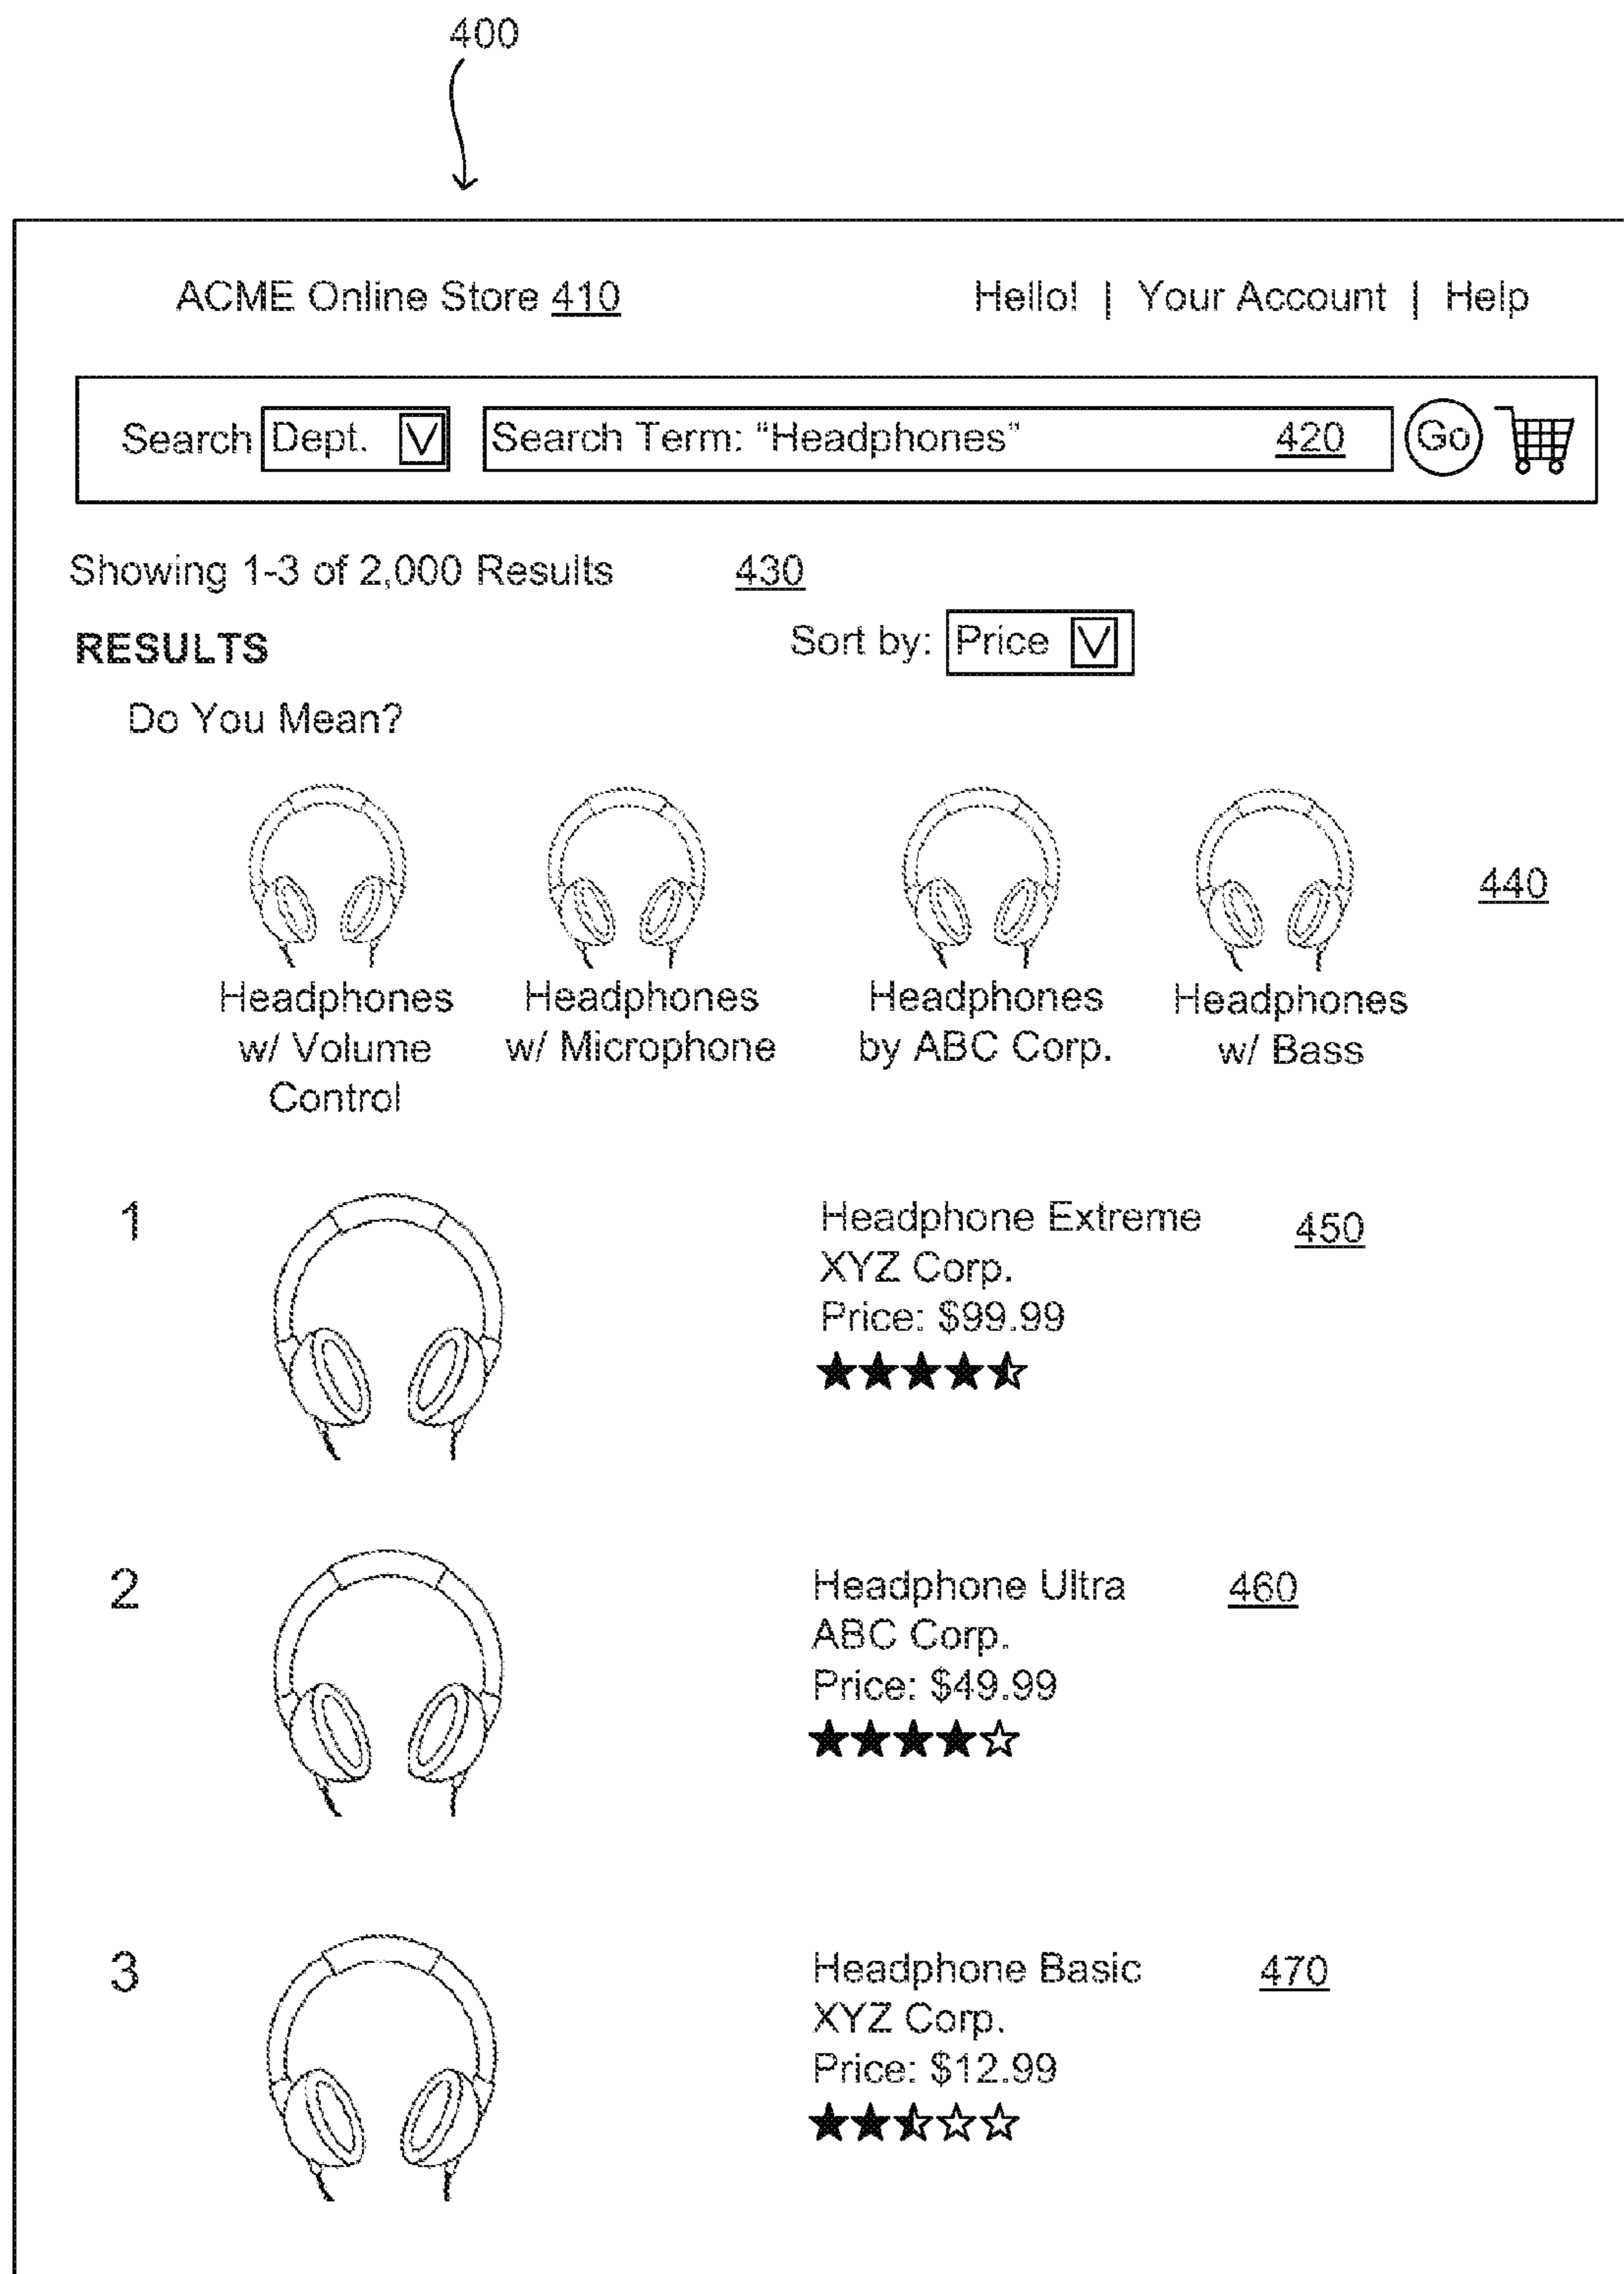 400
ACME Online Store 410 Hello! | Your Account | Help
Search Dept. V Search Term: “Headphones” 420 Go
Showing 1-3 of 2,000 Results 430
RESULTS Sort by: Price V
Do You Mean?
440
Headphones w/ Volume Control
Headphones w/ Microphone
Headphones by ABC Corp.
Headphones w/ Bass
1
Headphone Extreme 450
XYZ Corp.
Price: $99.99
2
Headphone Ultra 460
ABC Corp.
Price: $49.99
3
Headphone Basic 470
XYZ Corp.
Price: $12.99